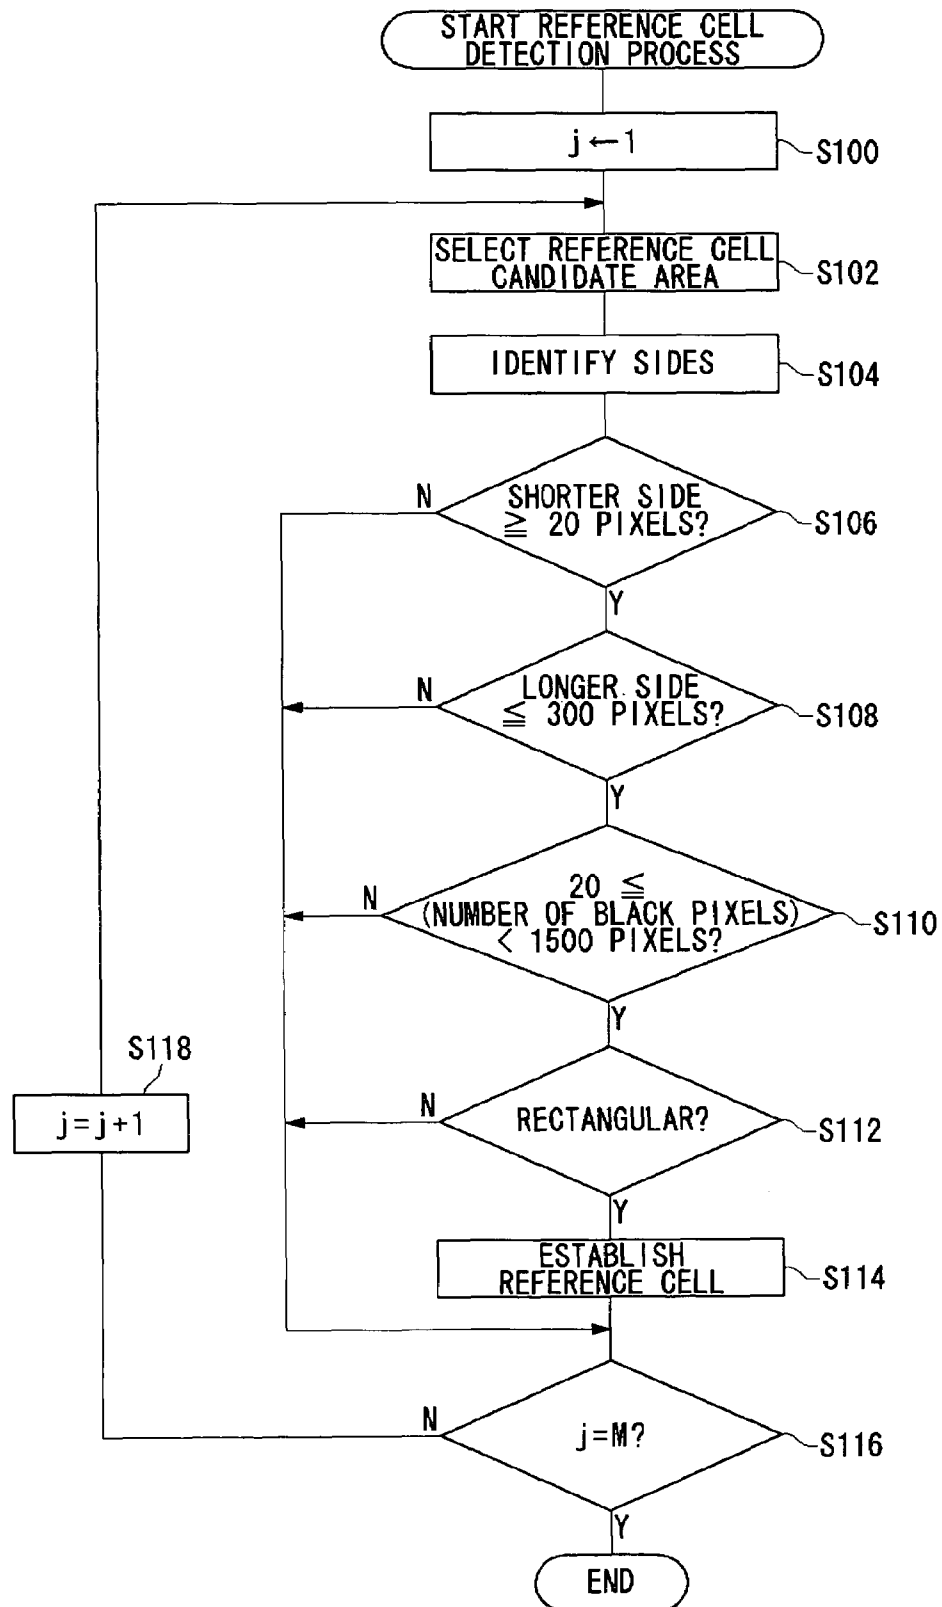 START REFERENCE CELL
DETECTION PROCESS
j ← 1
S100
SELECT REFERENCE CELL
CANDIDATE AREA
S102
IDENTIFY SIDES
S104
SHORTER SIDE
≧ 20 PIXELS?
S106
N
Y
LONGER SIDE
≦ 300 PIXELS?
S108
N
Y
20 ≦
(NUMBER OF BLACK PIXELS)
< 1500 PIXELS?
S110
N
Y
S118
j=j+1
RECTANGULAR?
S112
N
Y
ESTABLISH
REFERENCE CELL
S114
j=M?
S116
N
Y
END